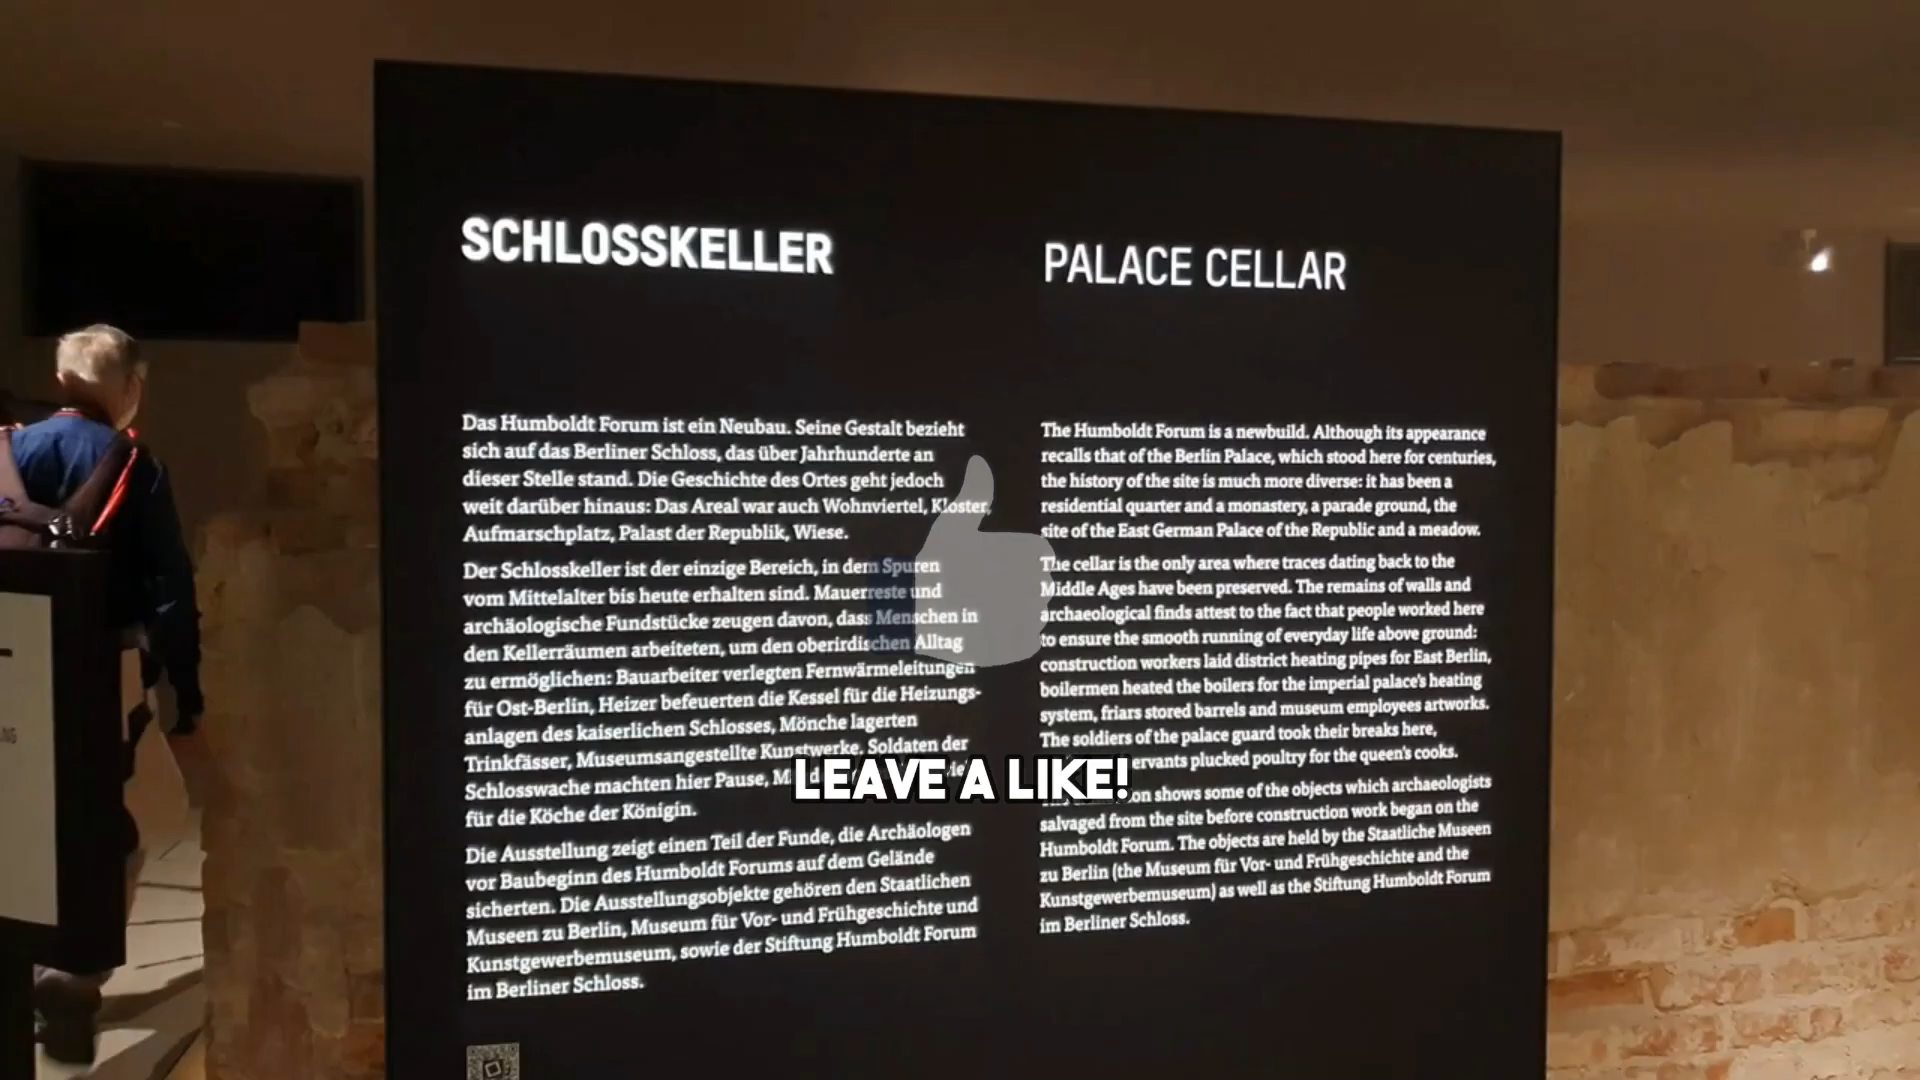 SCHLOSSKELLER
Das Humboldt Forum ist ein Neubau. Seine Gestalt bezieht
sich auf das Berliner Schloss, das über Jahrhunderte an
dieser Stelle stand. Die Geschichte des Ortes geht jedoch
weit darüber hinaus: Das Areal war auch Wohnviertel, Kloster,
Aufmarschplatz, Palast der Republik, Wiese.
Der Schlosskeller ist der einzige Bereich, in dem Spuren
vom Mittelalter bis heute erhalten sind. Mauerreste und
archäologische Fundstücke zeugen davon, dass Menschen in
den Kellerräumen arbeiteten, um den oberirdischen Alltag
zu ermöglichen: Bauarbeiter verlegten Fernwärmeleitungen
für Ost-Berlin, Heizer befeuerten die Kessel für die Heizungs-
anlagen des kaiserlichen Schlosses, Mönche lagerten
Trinkfässer, Museumsangestellte Kunstwerke. Soldaten der
Schlosswache machten hier Pause,
für die Köche der Königin.
Die Ausstellung zeigt einen Teil der Funde, die Archäologen
vor Baubeginn des Humboldt Forums auf dem Gelände
sicherten. Die Ausstellungsobjekte gehören den Staatlichen
Museen zu Berlin, Museum für Vor- und Frühgeschichte und
Kunstgewerbemuseum, sowie der Stiftung Humboldt Forum
im Berliner Schloss.
PALACE CELLAR
The Humboldt Forum is a newbuild. Although its appearance
recalls that of the Berlin Palace, which stood here for centuries,
the history of the site is much more diverse: it has been a
residential quarter and a monastery, a parade ground, the
site of the East German Palace of the Republic and a meadow.
The cellar is the only area where traces dating back to the
Middle Ages have been preserved. The remains of walls and
archaeological finds attest to the fact that people worked here
to ensure the smooth running of everyday life above ground:
construction workers laid district heating pipes for East Berlin,
boilermen heated the boilers for the imperial palace's heating
system, friars stored barrels and museum employees artworks.
The soldiers of the palace guard took their breaks here,
plucked poultry for the queen's cooks.
shows some of the objects which archaeologists
salvaged from the site before construction work began on the
Humboldt Forum. The objects are held by the Staatliche Museen
zu Berlin (the Museum für Vor- und Frühgeschichte and the
Kunstgewerbemuseum) as well as the Stiftung Humboldt Forum
im Berliner Schloss.
LEAVE A LIKE!